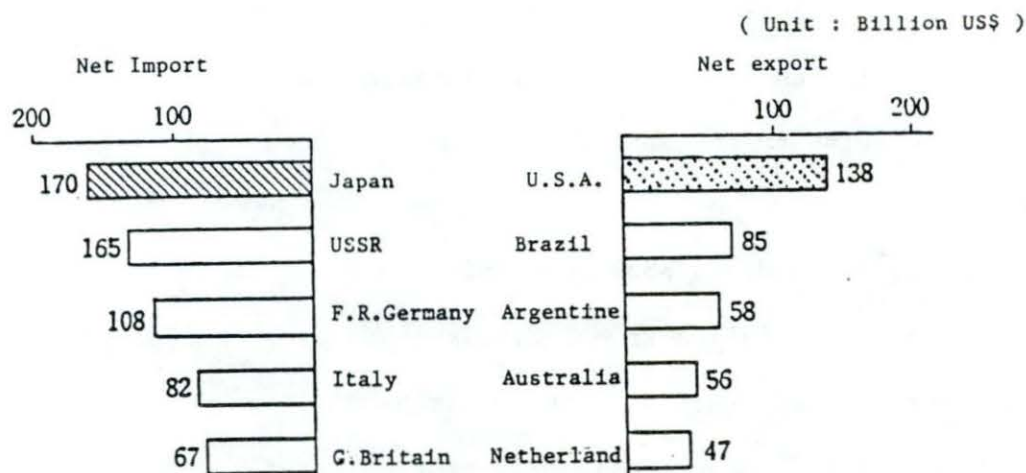 ( Unit : Billion US$ )
Net Import Net export
200 100 100 200
170 Japan U.S.A. 138
165 USSR Brazil 85
108 F.R.Germany Argentine 58
82 Italy Australia 56
67 G.Britain Netherland 47